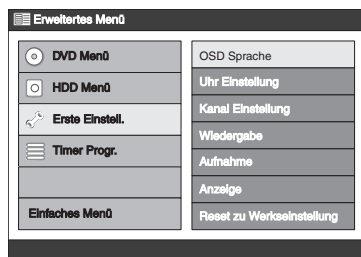 Erweitertes Menü
DVD Menü
HDD Menü
Erste Einstell.
Timer Progr.
Einfaches Menü
OSD Sprache
Uhr Einstellung
Kanal Einstellung
Wiedergabe
Aufnahme
Anzeige
Reset zu Werkseinstellung